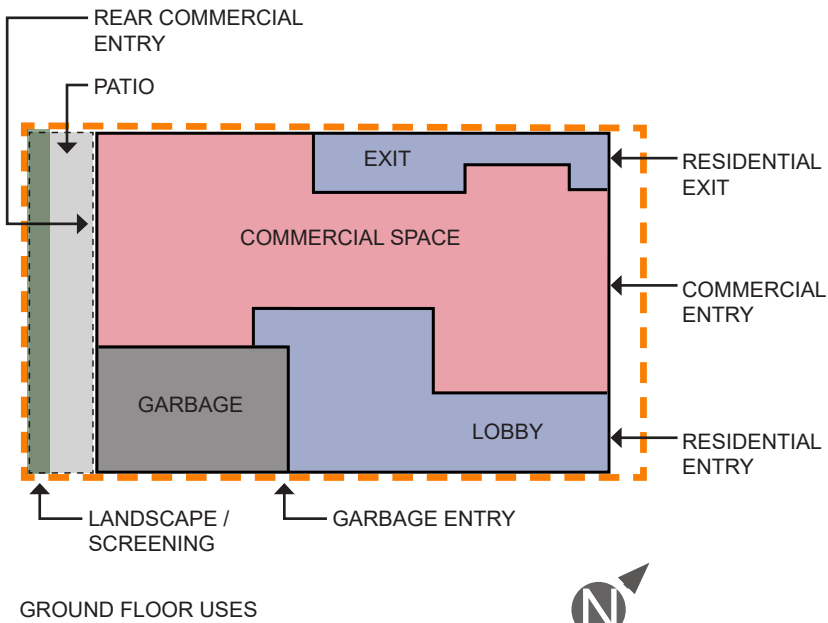 REAR COMMERCIAL
ENTRY
PATIO
EXIT
RESIDENTIAL
EXIT
COMMERCIAL SPACE
COMMERCIAL
ENTRY
GARBAGE
LOBBY
RESIDENTIAL
ENTRY
LANDSCAPE /
SCREENING
GARBAGE ENTRY
GROUND FLOOR USES
N